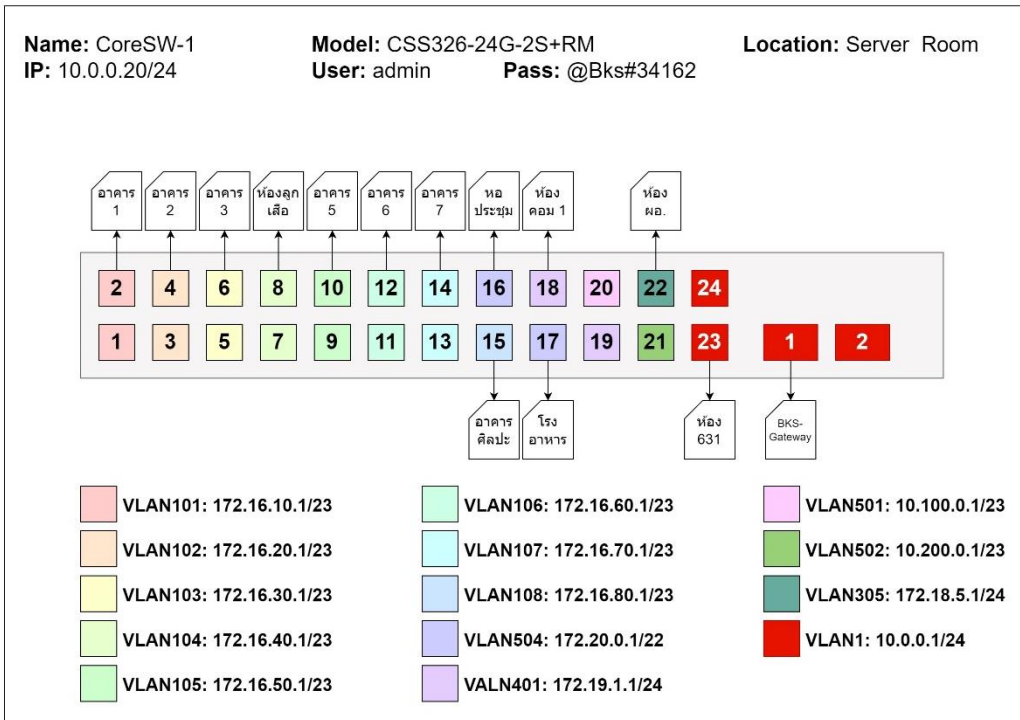 Name: CoreSW-1 Model: CSS326-24G-2S+RM Location: Server Room
IP: 10.0.0.20/24 User: admin Pass: @Bks#34162
อาคาร
1
อาคาร
2
อาคาร
3
ห้องลูก
เสือ
อาคาร
5
อาคาร
6
อาคาร
7
หอ
ประชุม
ห้อง
คอม 1
ห้อง
ผอ.
2 4 6 8 10 12 14 16 18 20 22 24
1 3 5 7 9 11 13 15 17 19 21 23 1 2
อาคาร
ศิลปะ
โรง
อาหาร
ห้อง
631
BKS-
Gateway
VLAN101: 172.16.10.1/23
VLAN102: 172.16.20.1/23
VLAN103: 172.16.30.1/23
VLAN104: 172.16.40.1/23
VLAN105: 172.16.50.1/23
VLAN106: 172.16.60.1/23
VLAN107: 172.16.70.1/23
VLAN108: 172.16.80.1/23
VLAN504: 172.20.0.1/22
VALN401: 172.19.1.1/24
VLAN501: 10.100.0.1/23
VLAN502: 10.200.0.1/23
VLAN305: 172.18.5.1/24
VLAN1: 10.0.0.1/24